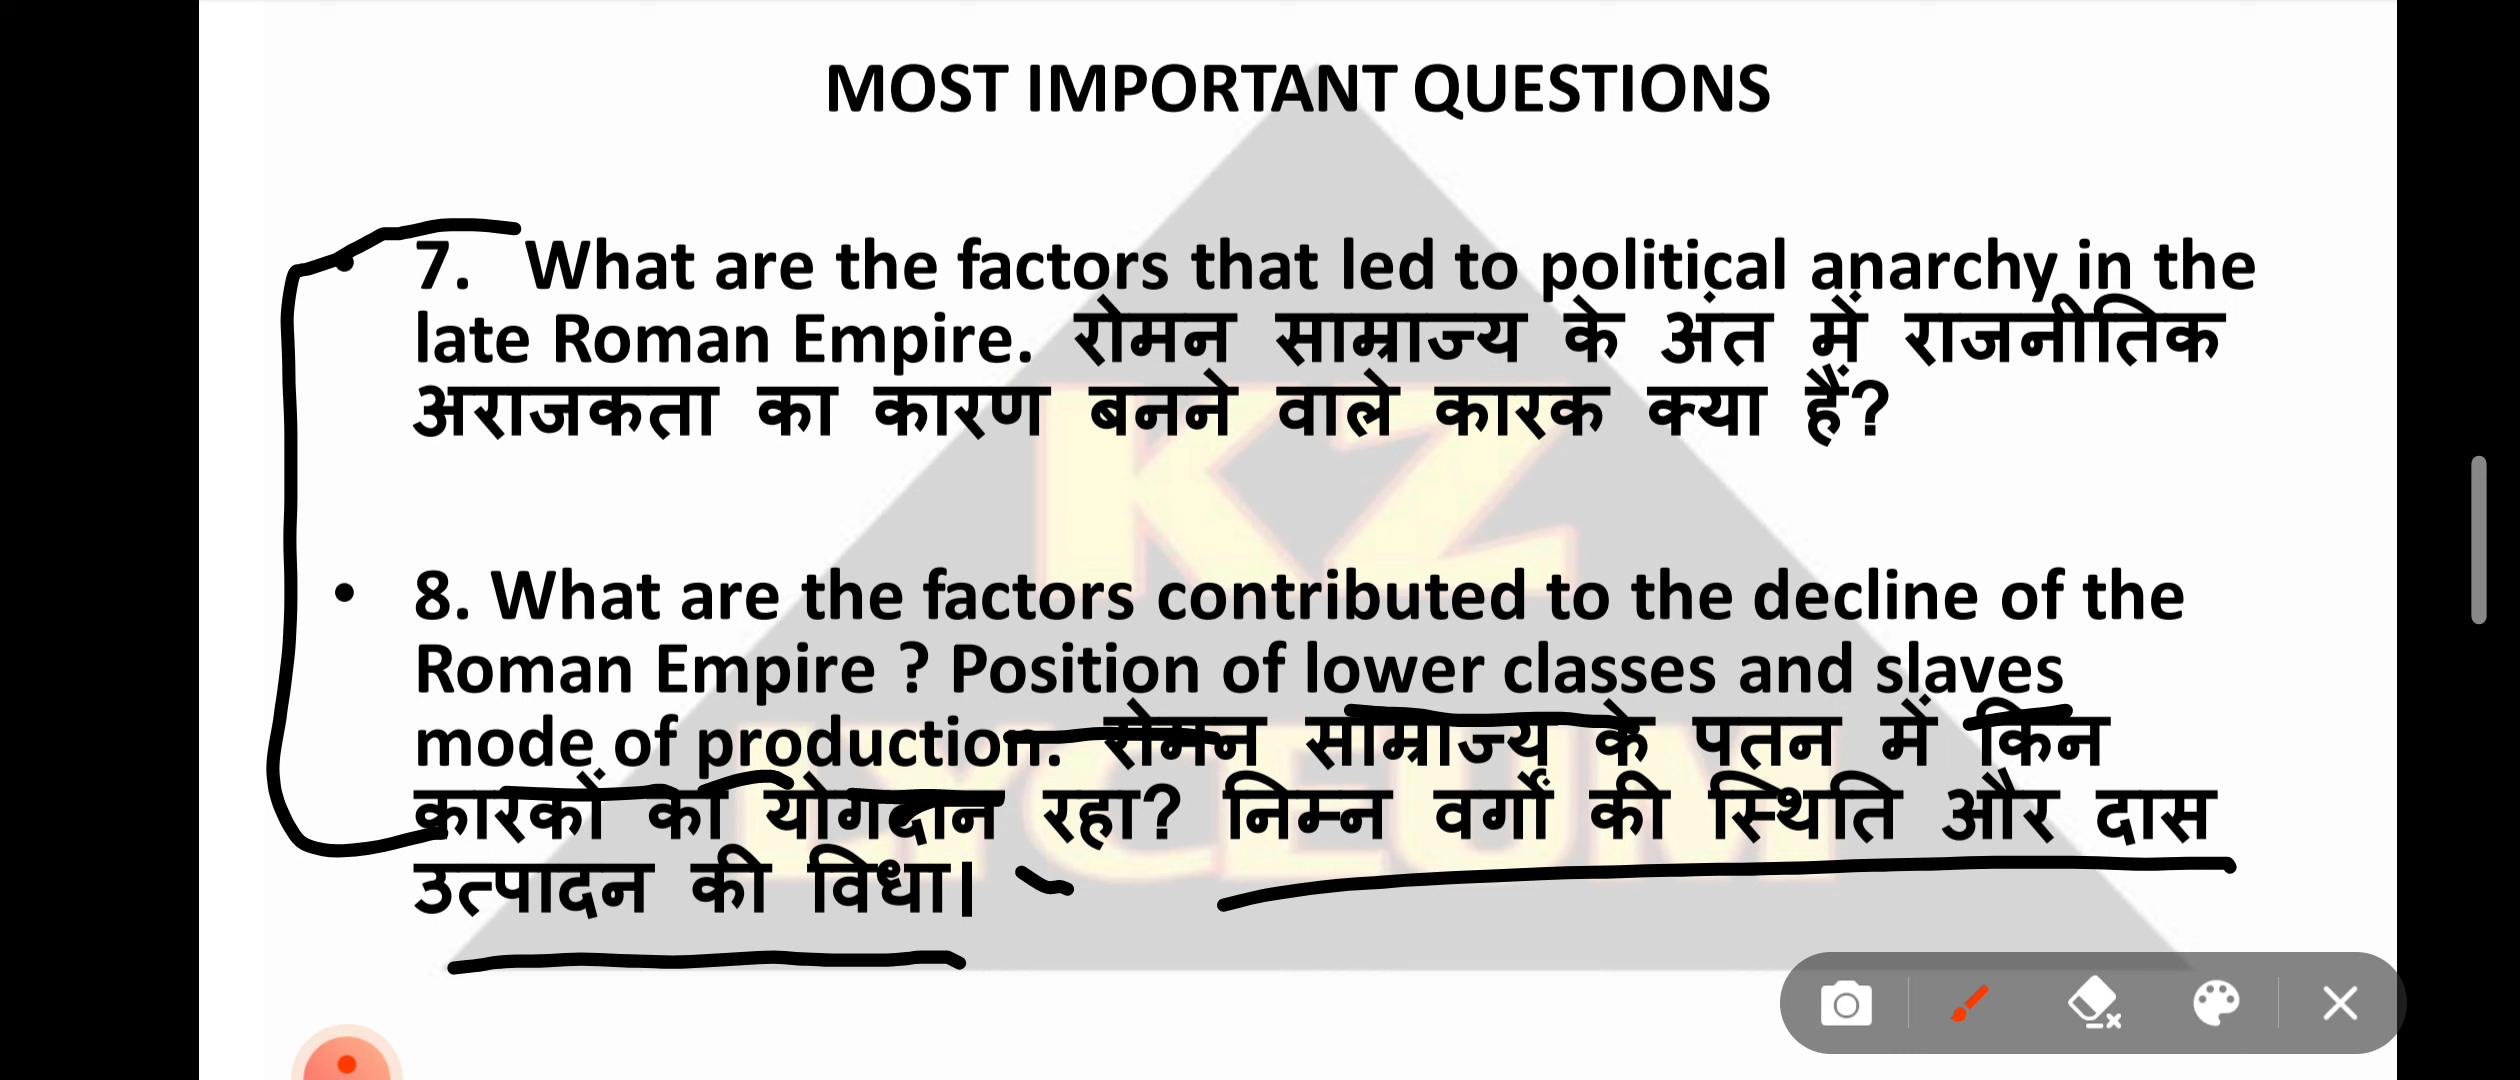 MOST IMPORTANT QUESTIONS
• 7. What are the factors that led to political anarchy in the
late Roman Empire. रोमन साम्राज्य के अंत में राजनीतिक
अराजकता का कारण बनने वाले कारक क्या हैं?
• 8. What are the factors contributed to the decline of the
Roman Empire ? Position of lower classes and slaves
mode of production. रोमन साम्राज्य के पतन में किन
कारकों का योगदान रहा? निम्न वर्गों की स्थिति और दास
उत्पादन की विधा।
KZ
LYCEUM